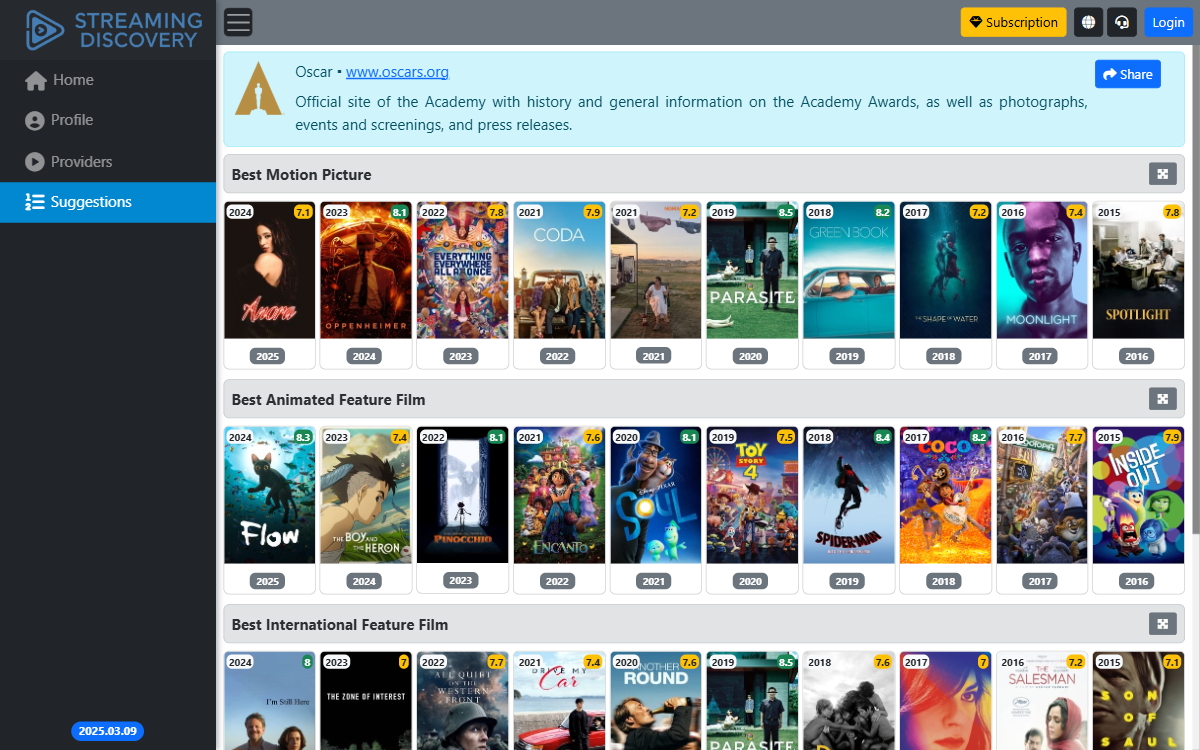 STREAMING
DISCOVERY
Subscription
Login
Home
Profile
Providers
Suggestions
2025.03.09
Oscar • www.oscars.org
Share
Official site of the Academy with history and general information on the Academy Awards, as well as photographs,
events and screenings, and press releases.
Best Motion Picture
2024 7.1 2023 8.1 2022 7.8 2021 7.9 2021 7.2 2019 8.5 2018 8.2 2017 7.2 2016 7.4 2015 7.8
Anora
OPPENHEIMER
EVERYTHING
EVERYWHERE
ALL AT ONCE
CODA
PARASITE
GREEN BOOK
THE SHAPE OF WATER
MOONLIGHT
SPOTLIGHT
2025 2024 2023 2022 2021 2020 2019 2018 2017 2016
Best Animated Feature Film
2024 8.3 2023 7.4 2022 8.1 2021 7.6 2020 8.1 2019 7.5 2018 8.4 2017 8.2 2016 7.7 2015 7.9
Flow
THE BOY AND
THE HERON
PINOCCHIO
ENCANTO
DISNEY PIXAR
SOUL
TOY
STORY
4
SPIDER-MAN
COCO
ZOOTOPIA
INSIDE
OUT
2025 2024 2023 2022 2021 2020 2019 2018 2017 2016
Best International Feature Film
2024 8 2023 7 2022 7.7 2021 7.4 2020 7.6 2019 8.5 2018 7.6 2017 7 2016 7.2 2015 7.1
I'm Still Here
THE ZONE OF INTEREST
ALL QUIET
ON THE
WESTERN
FRONT
DRIVE MY
Car
ANOTHER
ROUND
PARASITE
THE
SALESMAN
SON
OF
SAUL